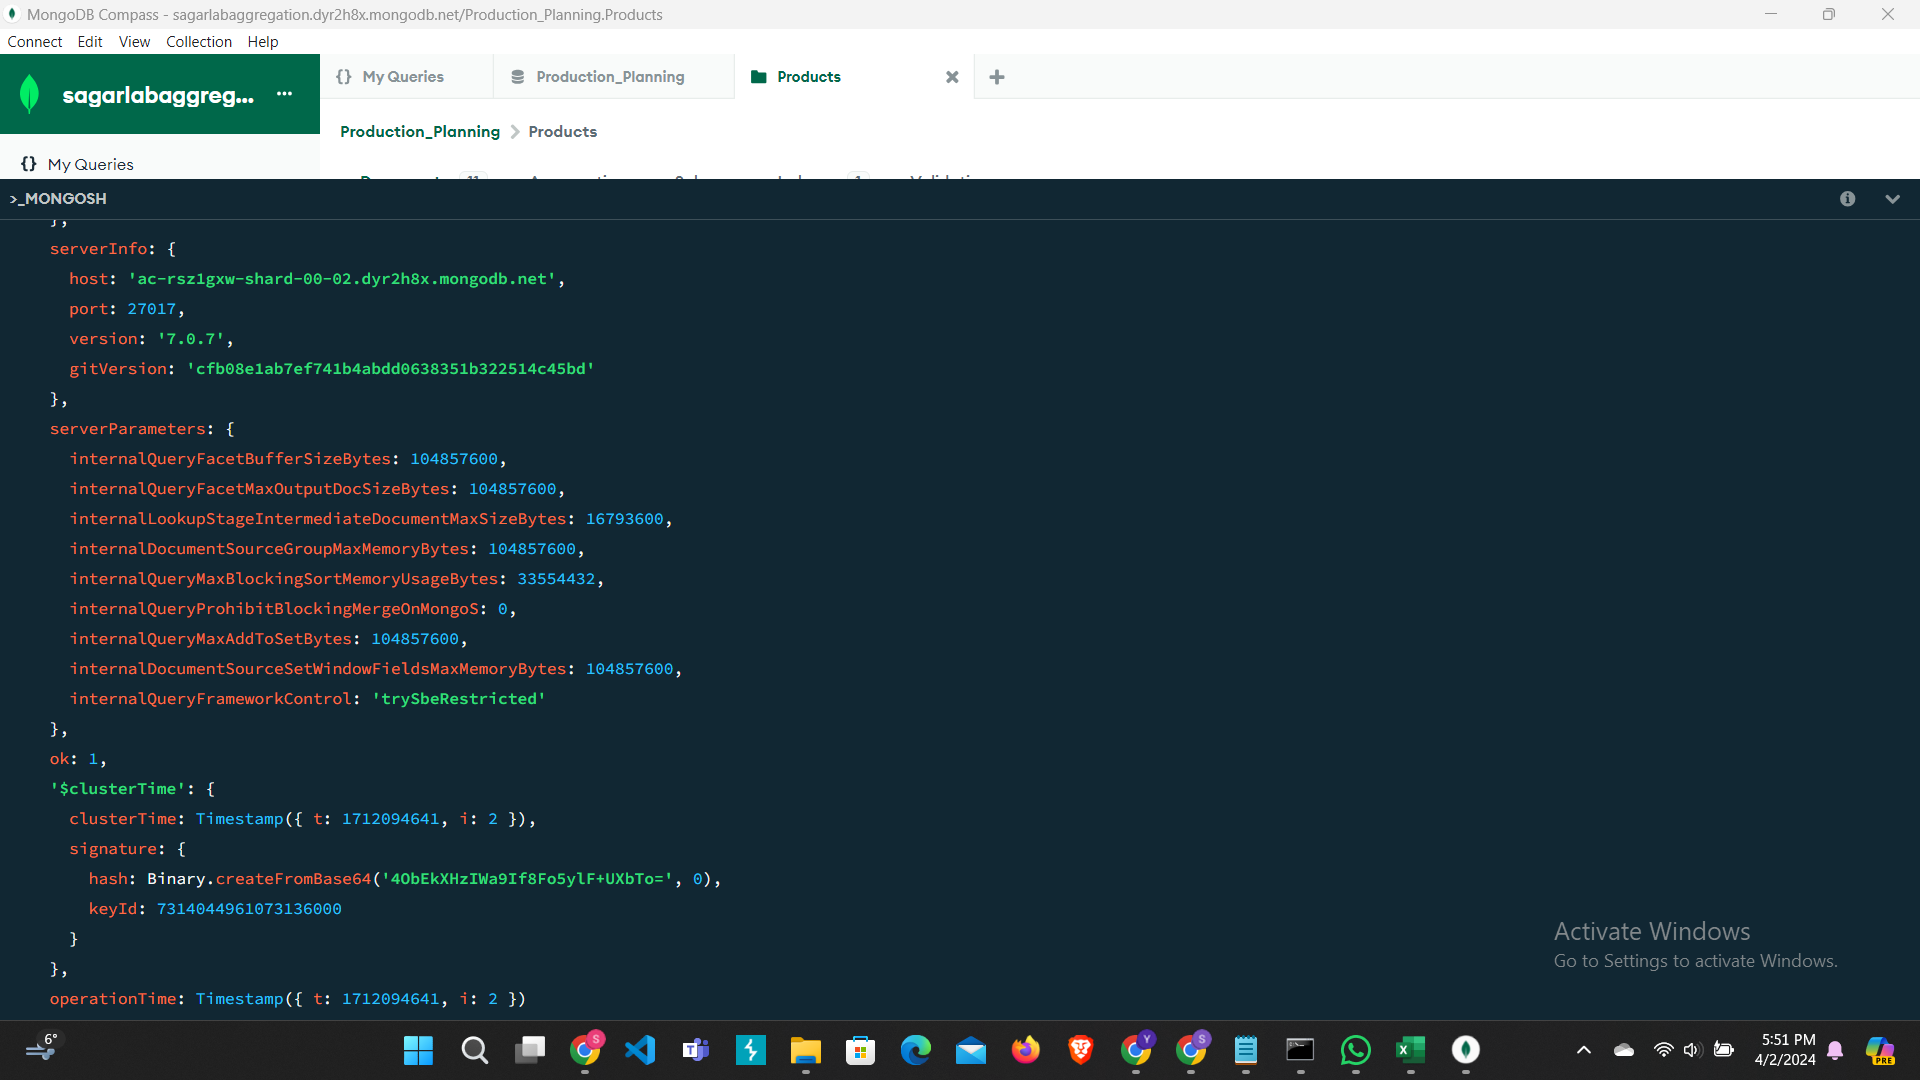 MongoDB Compass - sagarlabaggregation.dyr2h8x.mongodb.net/Production_Planning.Products
Connect Edit View Collection Help
sagarlabaggreg... ...
{} My Queries
Production_Planning
Products
Production_Planning > Products
{} My Queries
11
1
>_MONGOSH
},
serverInfo: {
host: 'ac-rsz1gxw-shard-00-02.dyr2h8x.mongodb.net',
port: 27017,
version: '7.0.7',
gitVersion: 'cfb08e1ab7ef741b4abdd0638351b322514c45bd'
},
serverParameters: {
internalQueryFacetBufferSizeBytes: 104857600,
internalQueryFacetMaxOutputDocSizeBytes: 104857600,
internalLookupStageIntermediateDocumentMaxSizeBytes: 16793600,
internalDocumentSourceGroupMaxMemoryBytes: 104857600,
internalQueryMaxBlockingSortMemoryUsageBytes: 33554432,
internalQueryProhibitBlockingMergeOnMongoS: 0,
internalQueryMaxAddToSetBytes: 104857600,
internalDocumentSourceSetWindowFieldsMaxMemoryBytes: 104857600,
internalQueryFrameworkControl: 'trySbeRestricted'
},
ok: 1,
'$clusterTime': {
clusterTime: Timestamp({ t: 1712094641, i: 2 }),
signature: {
hash: Binary.createFromBase64('4ObEkXHzIWa9If8Fo5ylF+UXbTo=', 0),
keyId: 7314044961073136000
}
},
operationTime: Timestamp({ t: 1712094641, i: 2 })
Activate Windows
Go to Settings to activate Windows.
6°
S
Y
S
5:51 PM
4/2/2024
PRE